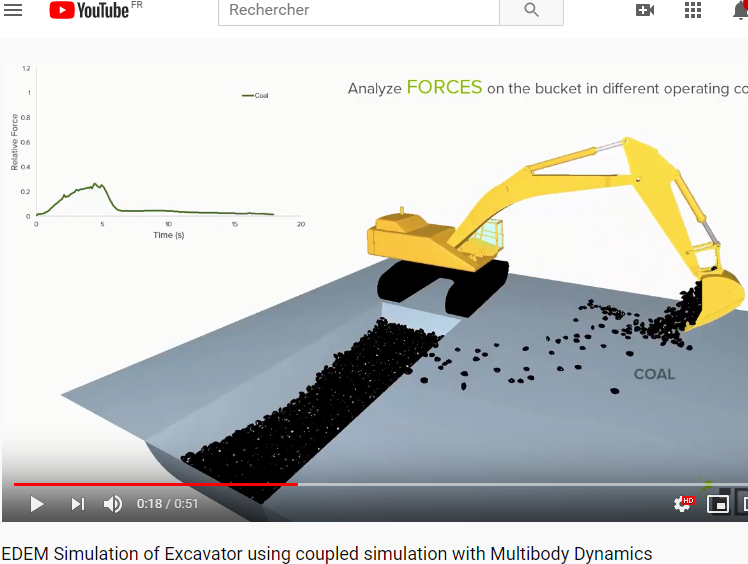 YouTube FR
Rechercher
Analyze FORCES on the bucket in different operating co
1.2
1
0.8
0.6
0.4
0.2
0
Relative Force
Coal
0 5 10 15 20
Time (s)
COAL
0:18 / 0:51
HD
EDEM Simulation of Excavator using coupled simulation with Multibody Dynamics